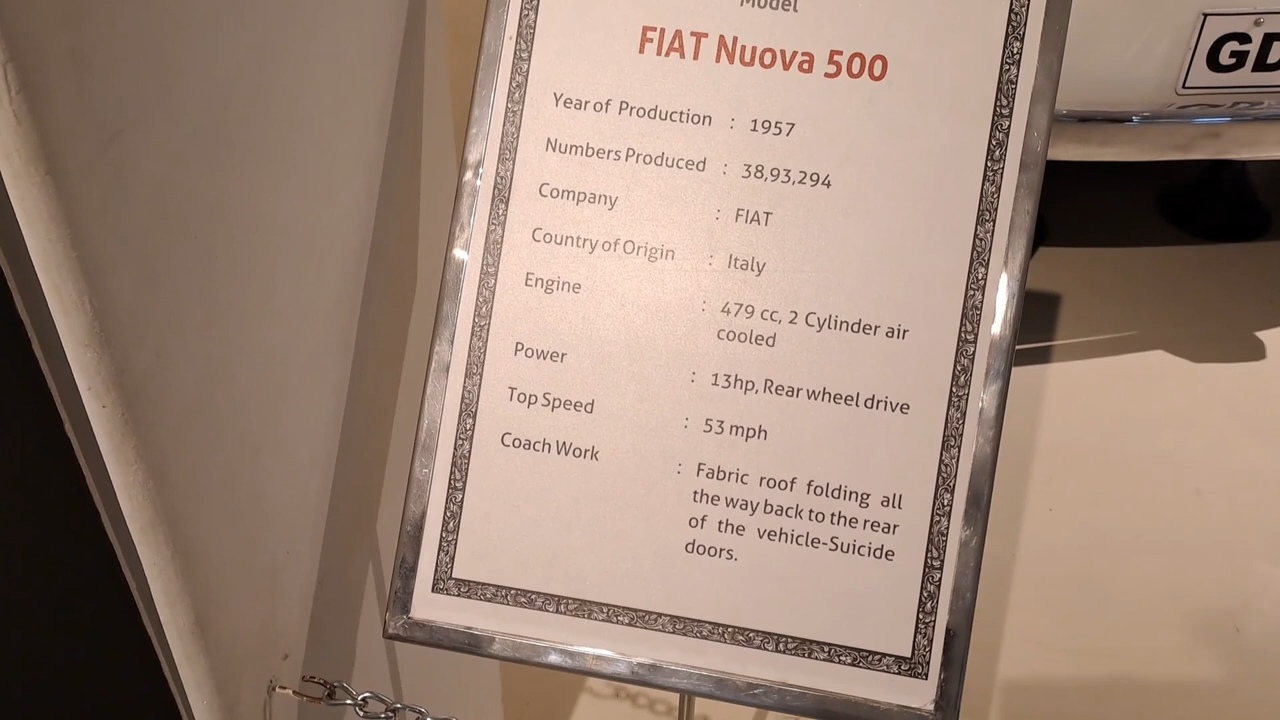 Model
FIAT Nuova 500
Year of Production : 1957
Numbers Produced : 38,93,294
Company : FIAT
Country of Origin : Italy
Engine : 479 cc, 2 Cylinder air
cooled
Power : 13hp, Rear wheel drive
Top Speed : 53 mph
Coach Work : Fabric roof folding all
the way back to the rear
of the vehicle-Suicide
doors.
GD